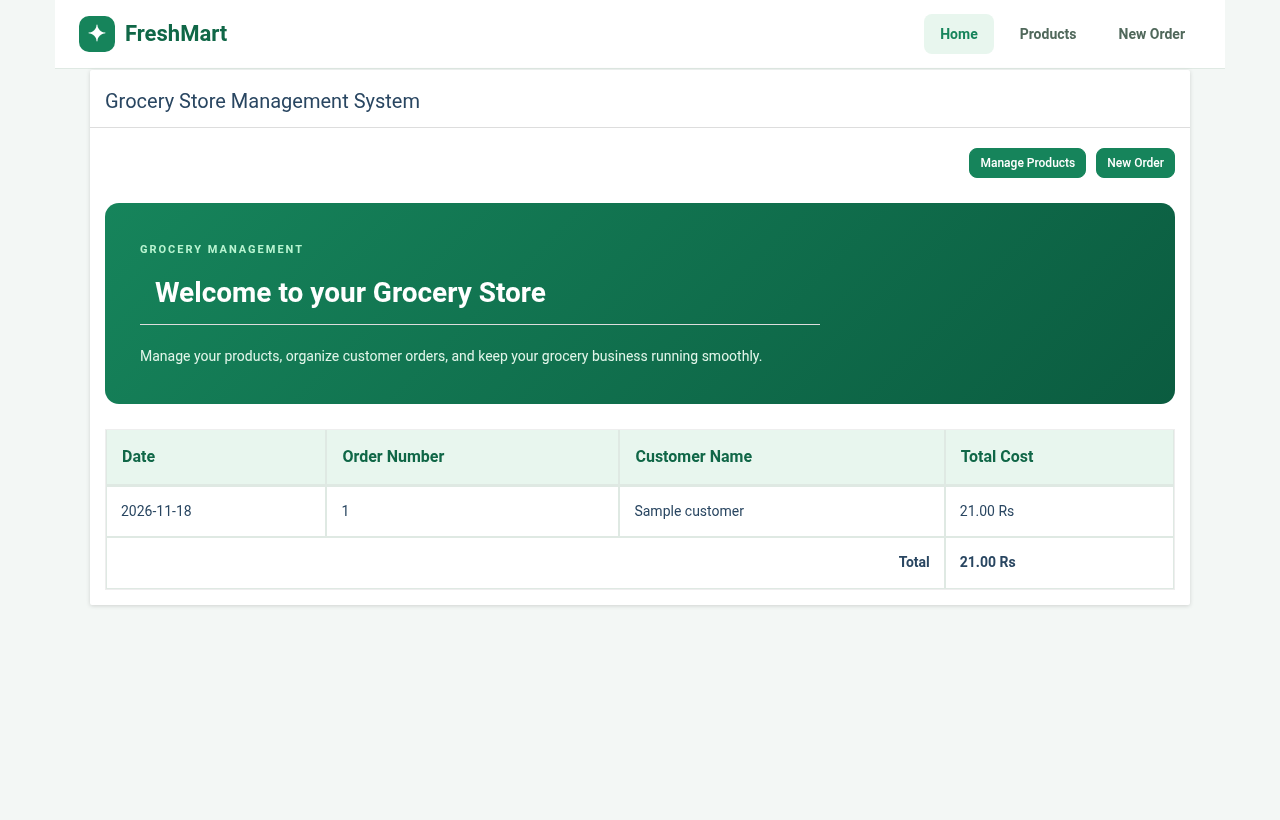 FreshMart
Home Products New Order
Grocery Store Management System
Manage Products New Order
GROCERY MANAGEMENT
Welcome to your Grocery Store
Manage your products, organize customer orders, and keep your grocery business running smoothly.
Date Order Number Customer Name Total Cost
2026-11-18 1 Sample customer 21.00 Rs
Total 21.00 Rs